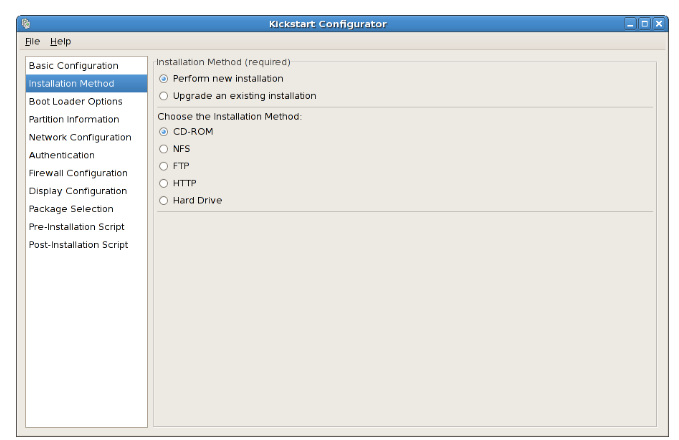 Kickstart Configurator
File Help
Basic Configuration
Installation Method
Boot Loader Options
Partition Information
Network Configuration
Authentication
Firewall Configuration
Display Configuration
Package Selection
Pre-Installation Script
Post-Installation Script
Installation Method (required)
Perform new installation
Upgrade an existing installation
Choose the Installation Method:
CD-ROM
NFS
FTP
HTTP
Hard Drive